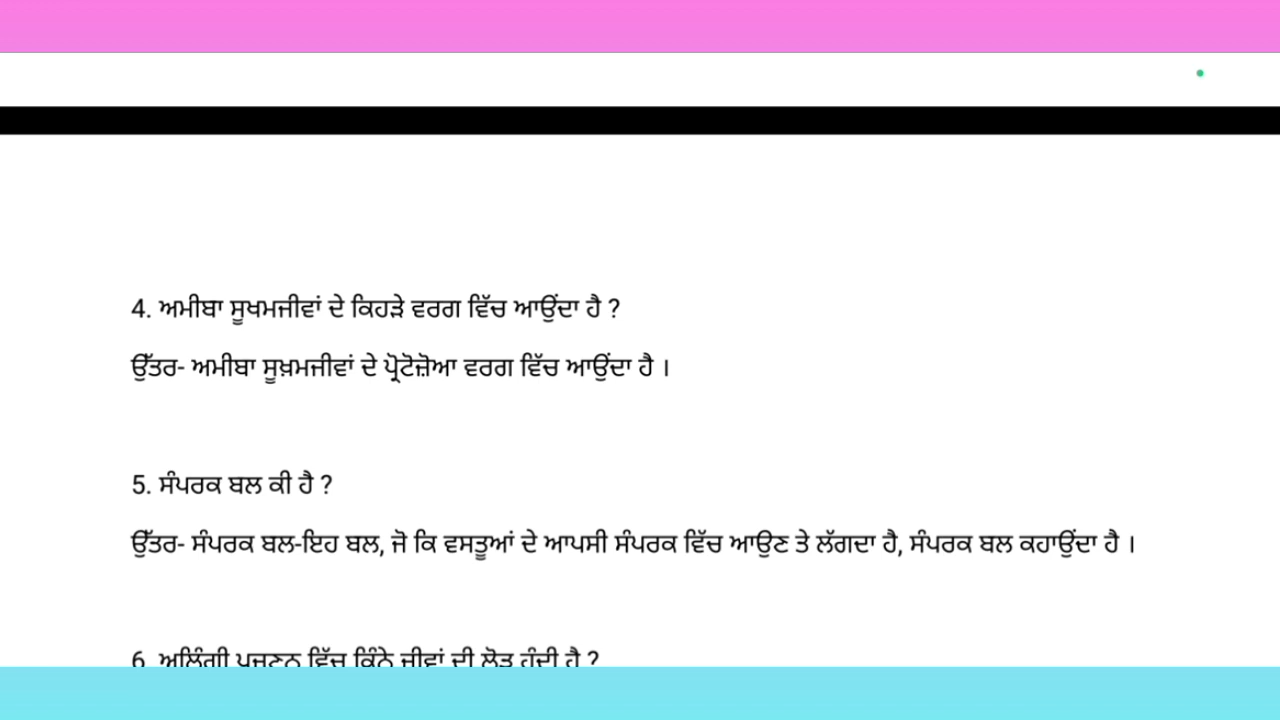 4. ਅਮੀਬਾ ਸੂਖਮਜੀਵਾਂ ਦੇ ਕਿਹੜੇ ਵਰਗ ਵਿੱਚ ਆਉਂਦਾ ਹੈ ?
ਉੱਤਰ- ਅਮੀਬਾ ਸੂਖ਼ਮਜੀਵਾਂ ਦੇ ਪ੍ਰੋਟੋਜ਼ੋਆ ਵਰਗ ਵਿੱਚ ਆਉਂਦਾ ਹੈ ।
5. ਸੰਪਰਕ ਬਲ ਕੀ ਹੈ ?
ਉੱਤਰ- ਸੰਪਰਕ ਬਲ-ਇਹ ਬਲ, ਜੋ ਕਿ ਵਸਤੂਆਂ ਦੇ ਆਪਸੀ ਸੰਪਰਕ ਵਿੱਚ ਆਉਣ ਤੇ ਲੱਗਦਾ ਹੈ, ਸੰਪਰਕ ਬਲ ਕਹਾਉਂਦਾ ਹੈ ।
6. ਅਲਿੰਗੀ ਪ੍ਰਜਣਨ ਵਿੱਚ ਕਿੰਨੇ ਜੀਵਾਂ ਦੀ ਲੋੜ ਹੁੰਦੀ ਹੈ ?